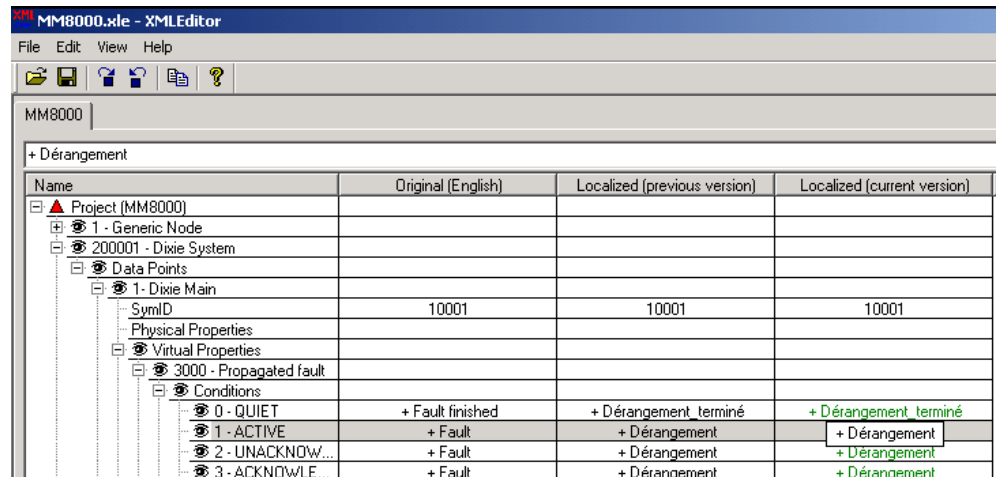 XML MM8000.xle - XMLEditor
File Edit View Help
MM8000
+ Dérangement
Name Original (English) Localized (previous version) Localized (current version)
Project (MM8000)
1 - Generic Node
200001 - Dixie System
Data Points
1- Dixie Main
SymID 10001 10001 10001
Physical Properties
Virtual Properties
3000 - Propagated fault
Conditions
0 - QUIET + Fault finished + Dérangement_terminé + Dérangement_terminé
1 - ACTIVE + Fault + Dérangement + Dérangement
2 - UNACKNOW... + Fault + Dérangement + Dérangement
3 - ACKNOWLE... + Fault + Dérangement + Dérangement